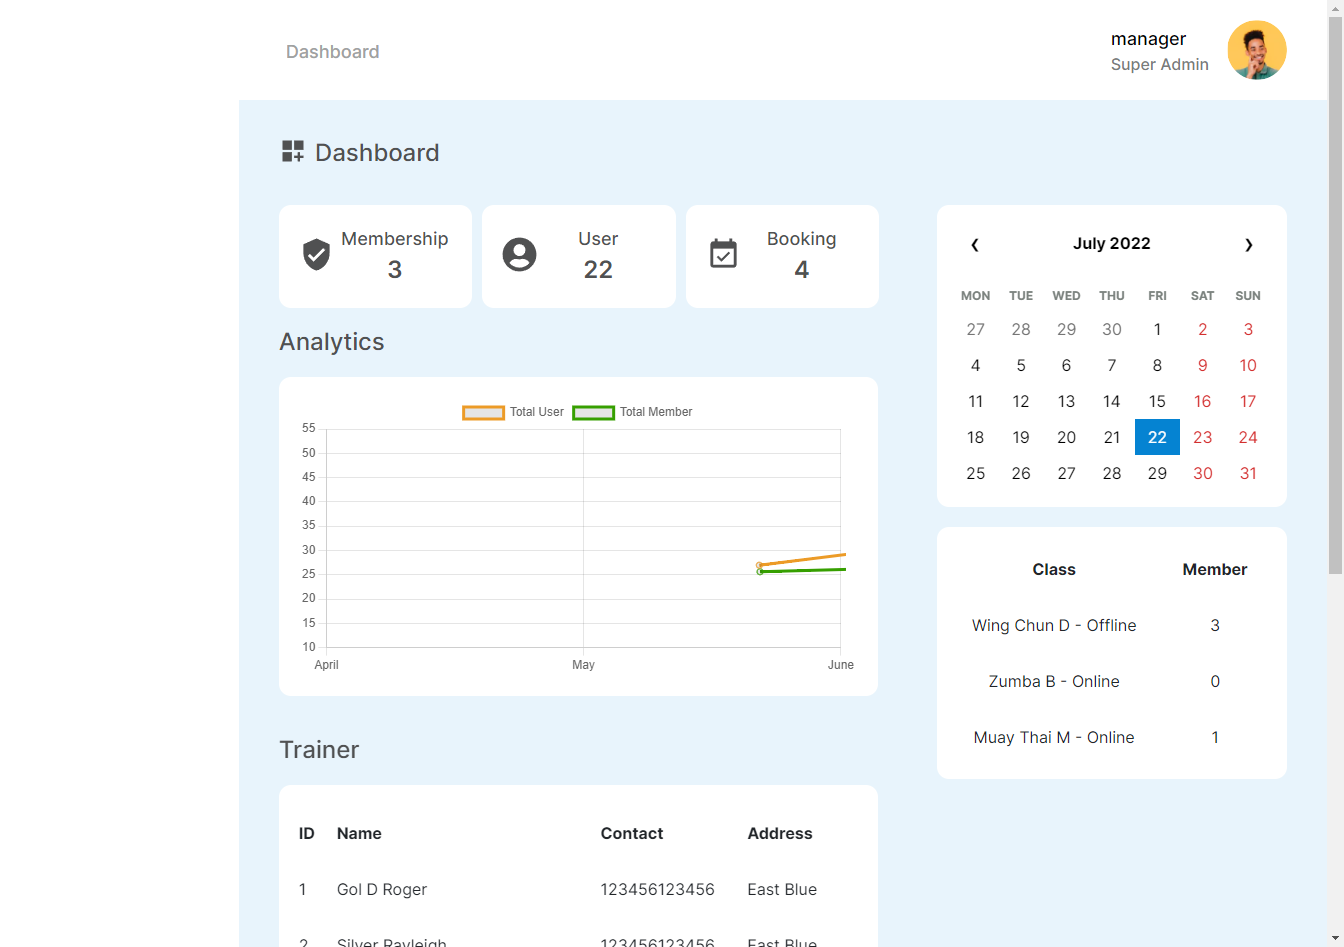 Dashboard
manager
Super Admin
Dashboard
Membership
3
User
22
Booking
4
Analytics
Total User
Total Member
55
50
45
40
35
30
25
20
15
10
April May June
Trainer
ID Name Contact Address
1 Gol D Roger 123456123456 East Blue
2 Silver Rayleigh 123456123456 East Blue
❮ July 2022 ❯
MON TUE WED THU FRI SAT SUN
27 28 29 30 1 2 3
4 5 6 7 8 9 10
11 12 13 14 15 16 17
18 19 20 21 22 23 24
25 26 27 28 29 30 31
Class Member
Wing Chun D - Offline 3
Zumba B - Online 0
Muay Thai M - Online 1